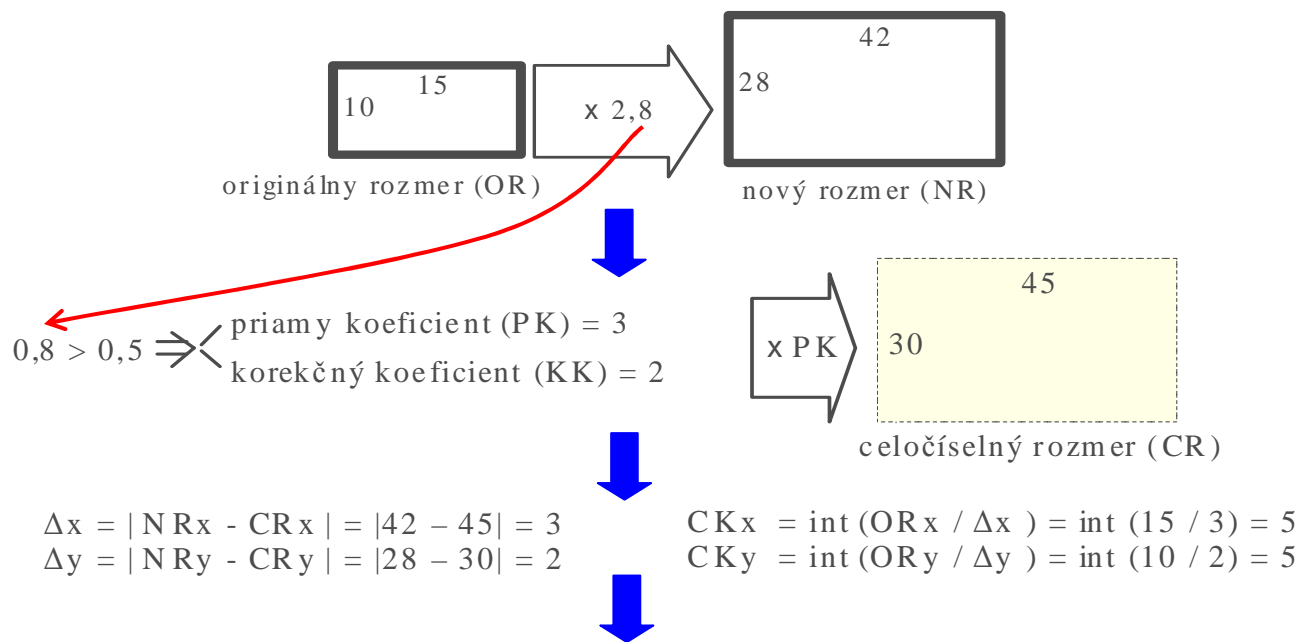 42
15
28
10
x 2,8
originálny rozmer (OR)
nový rozmer (NR)
45
priamy koeficient (PK) = 3
0,8 > 0,5
x PK
30
korekčný koeficient (KK) = 2
celočíselný rozmer (CR)
Δx = | NRx - CRx | = |42 – 45| = 3
Δy = | NRy - CRy | = |28 – 30| = 2
CKx = int (ORx / Δx ) = int (15 / 3) = 5
CKy = int (ORy / Δy ) = int (10 / 2) = 5